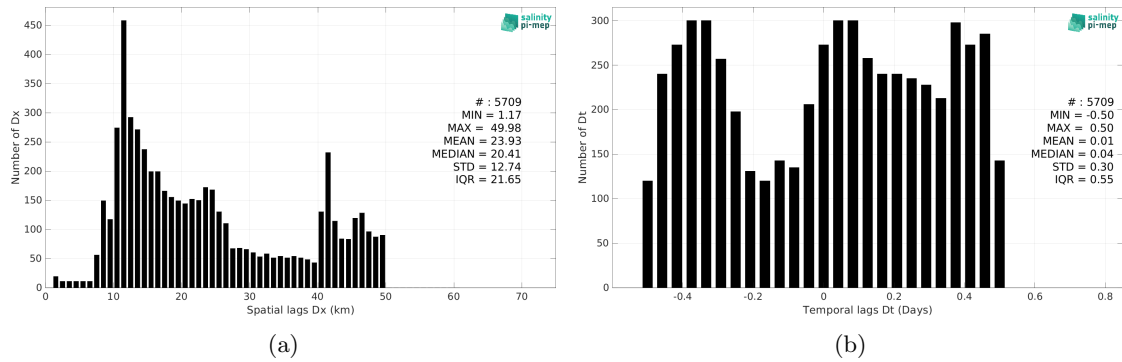 450
400
350
300
250
200
150
100
50
0
Number of Dx
0 10 20 30 40 50 60 70
Spatial lags Dx (km)
salinity
pi-mep
# : 5709
MIN = 1.17
MAX = 49.98
MEAN = 23.93
MEDIAN = 20.41
STD = 12.74
IQR = 21.65
(a)
300
250
200
150
100
50
0
Number of Dt
-0.4 -0.2 0 0.2 0.4 0.6 0.8
Temporal lags Dt (Days)
salinity
pi-mep
# : 5709
MIN = -0.50
MAX = 0.50
MEAN = 0.01
MEDIAN = 0.04
STD = 0.30
IQR = 0.55
(b)